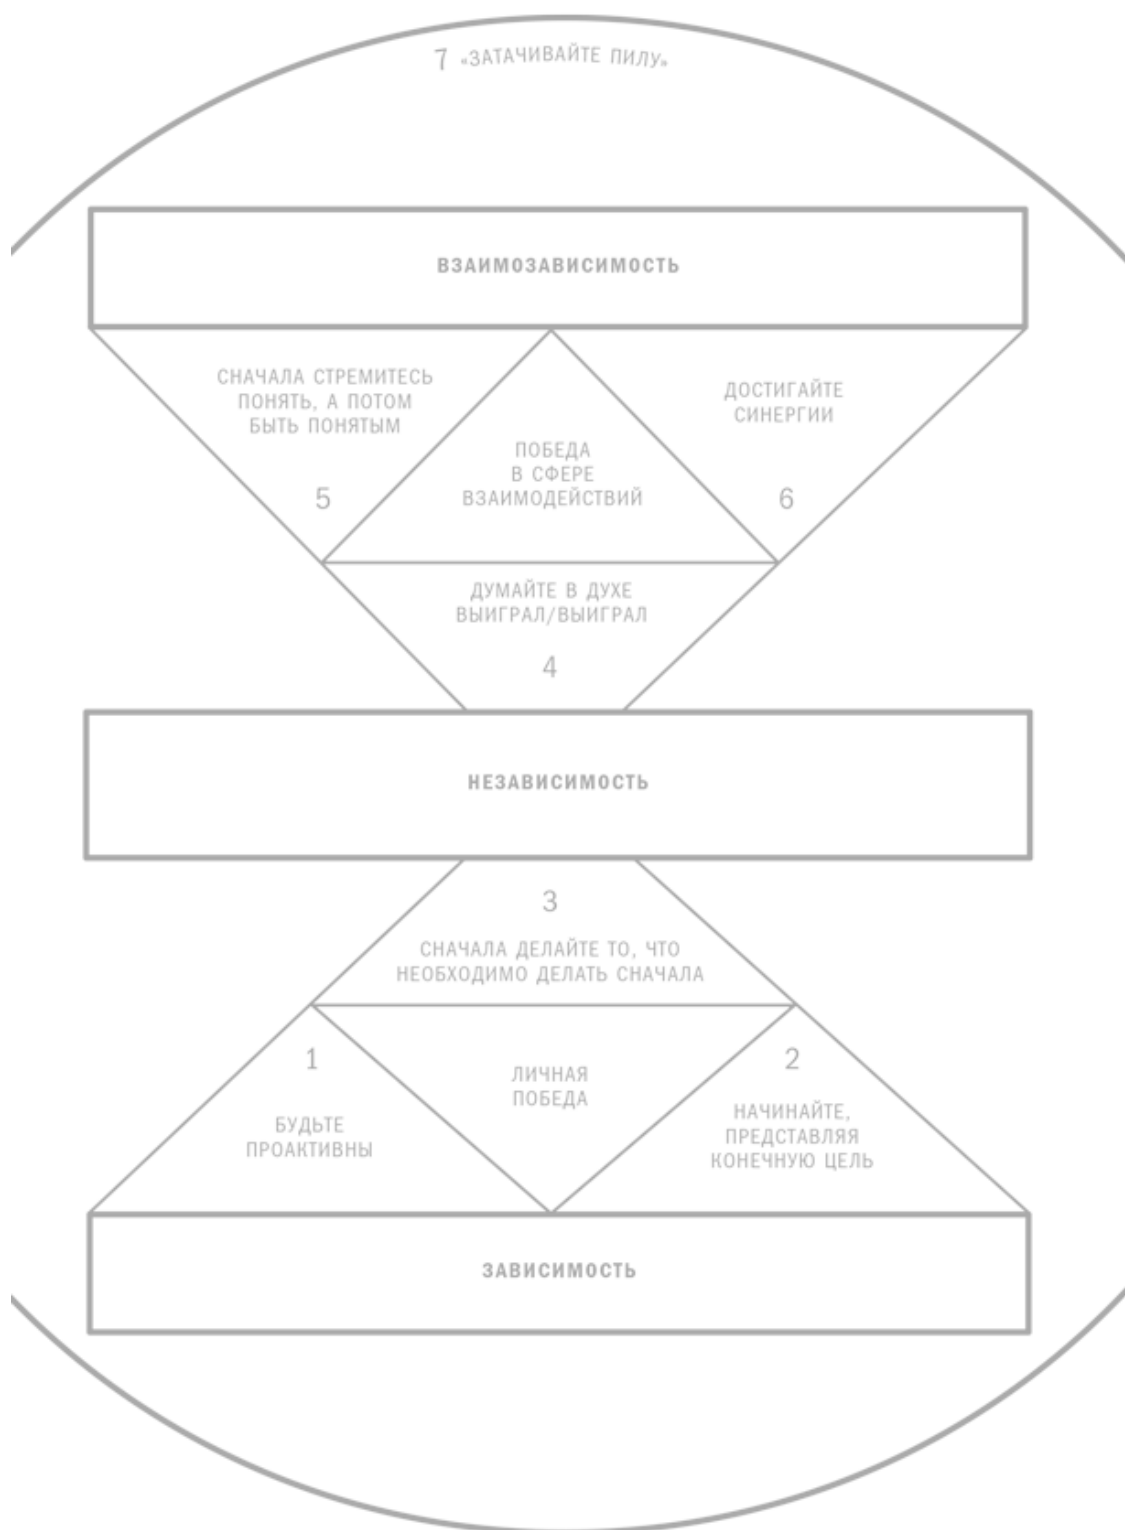 7 «ЗАТАЧИВАЙТЕ ПИЛУ»
ВЗАИМОЗАВИСИМОСТЬ
СНАЧАЛА СТРЕМИТЕСЬ
ПОНЯТЬ, А ПОТОМ
БЫТЬ ПОНЯТЫМ
5
ПОБЕДА
В СФЕРЕ
ВЗАИМОДЕЙСТВИЙ
ДОСТИГАЙТЕ
СИНЕРГИИ
6
ДУМАЙТЕ В ДУХЕ
ВЫИГРАЛ/ВЫИГРАЛ
4
НЕЗАВИСИМОСТЬ
3
СНАЧАЛА ДЕЛАЙТЕ ТО, ЧТО
НЕОБХОДИМО ДЕЛАТЬ СНАЧАЛА
1
БУДЬТЕ
ПРОАКТИВНЫ
ЛИЧНАЯ
ПОБЕДА
2
НАЧИНАЙТЕ,
ПРЕДСТАВЛЯЯ
КОНЕЧНУЮ ЦЕЛЬ
ЗАВИСИМОСТЬ